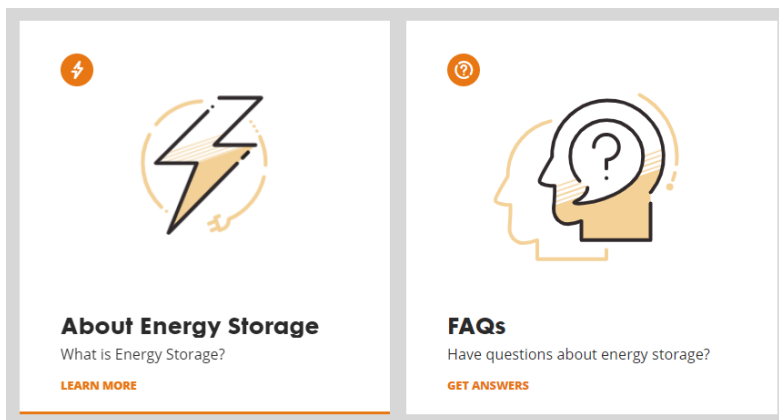 About Energy Storage
What is Energy Storage?
LEARN MORE
?
?
FAQs
Have questions about energy storage?
GET ANSWERS